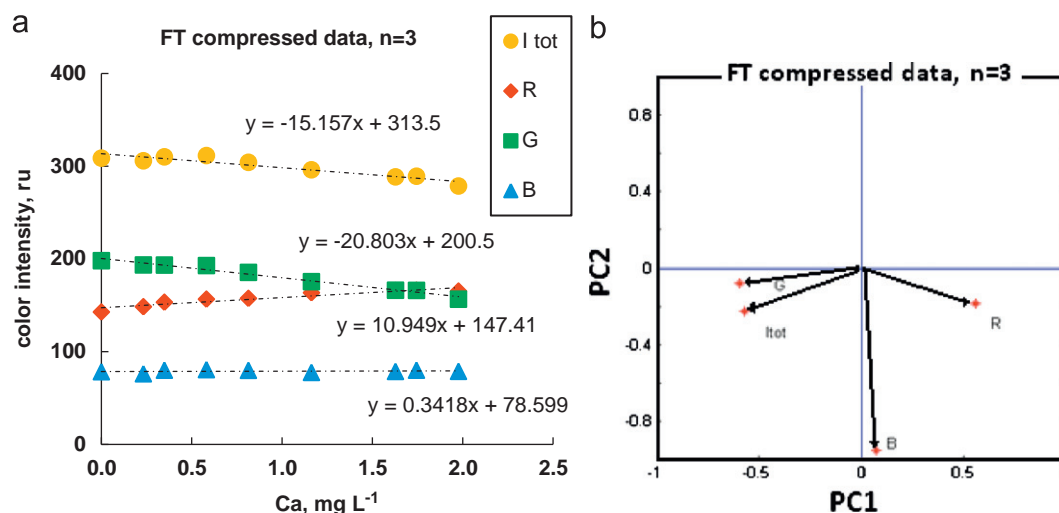 a
FT compressed data, n=3
400
300
200
100
0
0.0
0.5
1.0
1.5
2.0
2.5
color intensity, ru
Ca, mg L⁻¹
y = -15.157x + 313.5
y = -20.803x + 200.5
y = 10.949x + 147.41
y = 0.3418x + 78.599
I tot
R
G
B
b
FT compressed data, n=3
0.8
0.4
0
-0.4
-0.8
-1
-0.5
0
0.5
PC2
PC1
G
Itot
R
B